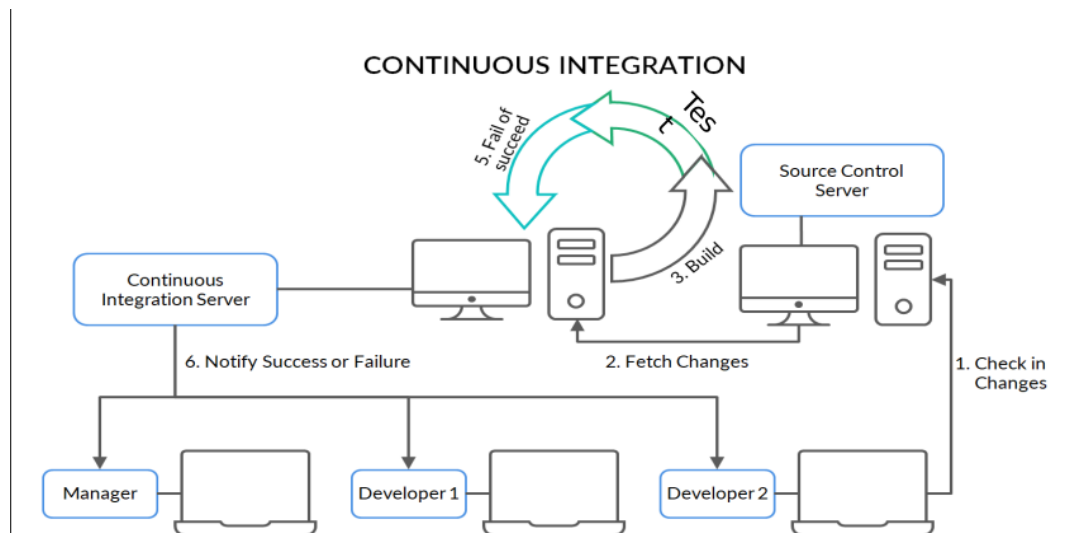 CONTINUOUS INTEGRATION
Tes
t
5. Fail of
succeed
Source Control
Server
3. Build
Continuous
Integration Server
6. Notify Success or Failure
2. Fetch Changes
1. Check in
Changes
Manager
Developer 1
Developer 2